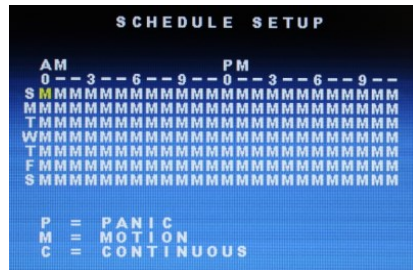 SCHEDULE SETUP
AM PM
0--3--6--9--0--3--6--9--
SMMMMMMMMMMMMMMMMMMMMMMMM
MMMMMMMMMMMMMMMMMMMMMMMMM
TMMMMMMMMMMMMMMMMMMMMMMMM
WMMMMMMMMMMMMMMMMMMMMMMMM
TMMMMMMMMMMMMMMMMMMMMMMMM
FMMMMMMMMMMMMMMMMMMMMMMMM
SMMMMMMMMMMMMMMMMMMMMMMMM
P = PANIC
M = MOTION
C = CONTINUOUS